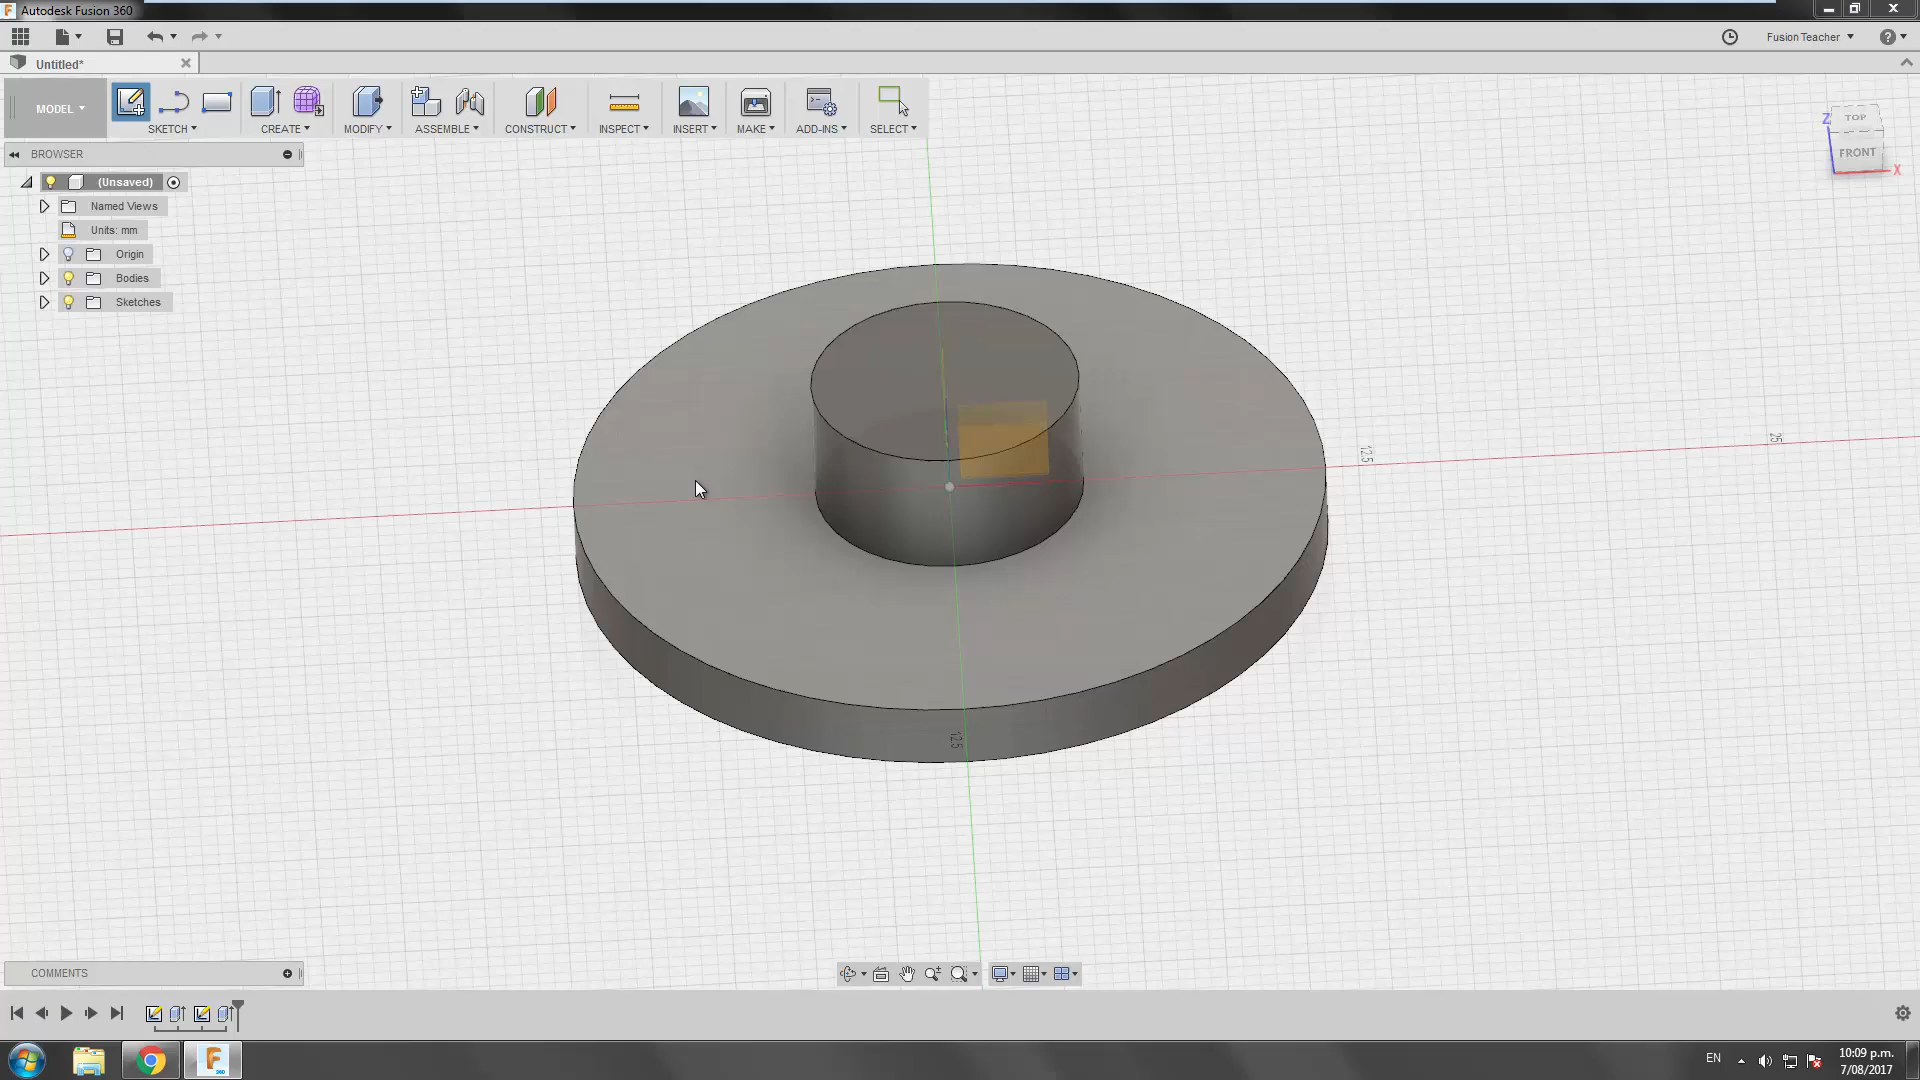 Autodesk Fusion 360
Fusion Teacher
Untitled*
MODEL
SKETCH
CREATE
MODIFY
ASSEMBLE
CONSTRUCT
INSPECT
INSERT
MAKE
ADD-INS
SELECT
TOP
Z
FRONT
X
BROWSER
(Unsaved)
Named Views
Units: mm
Origin
Bodies
Sketches
25
12.5
12.5
COMMENTS
EN
10:09 p.m.
7/08/2017